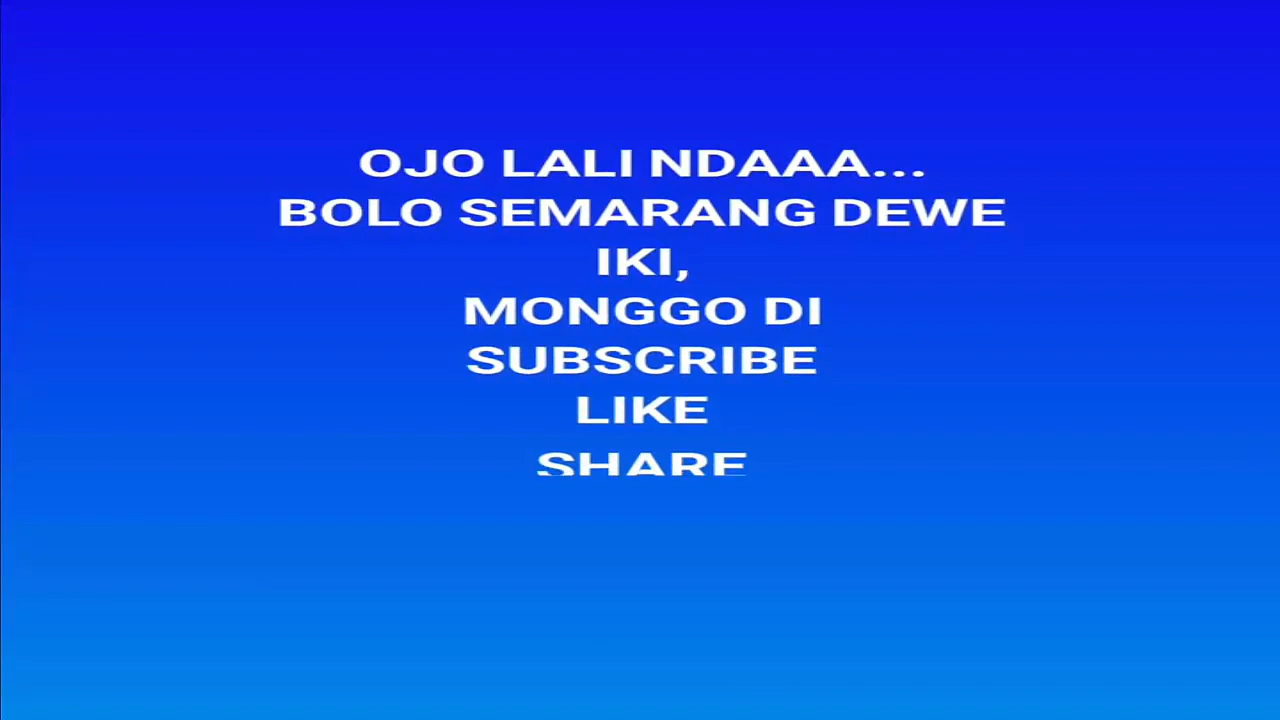 OJO LALI NDAAA...
BOLO SEMARANG DEWE
IKI,
MONGGO DI
SUBSCRIBE
LIKE
SHARE